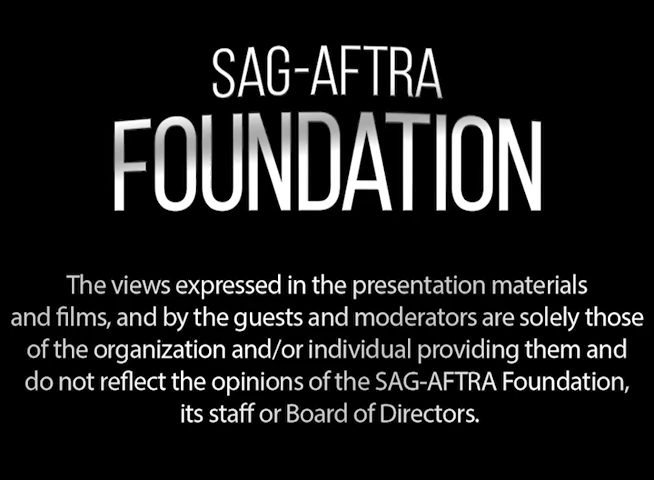 SAG-AFTRA
FOUNDATION
The views expressed in the presentation materials
and films, and by the guests and moderators are solely those
of the organization and/or individual providing them and
do not reflect the opinions of the SAG-AFTRA Foundation,
its staff or Board of Directors.